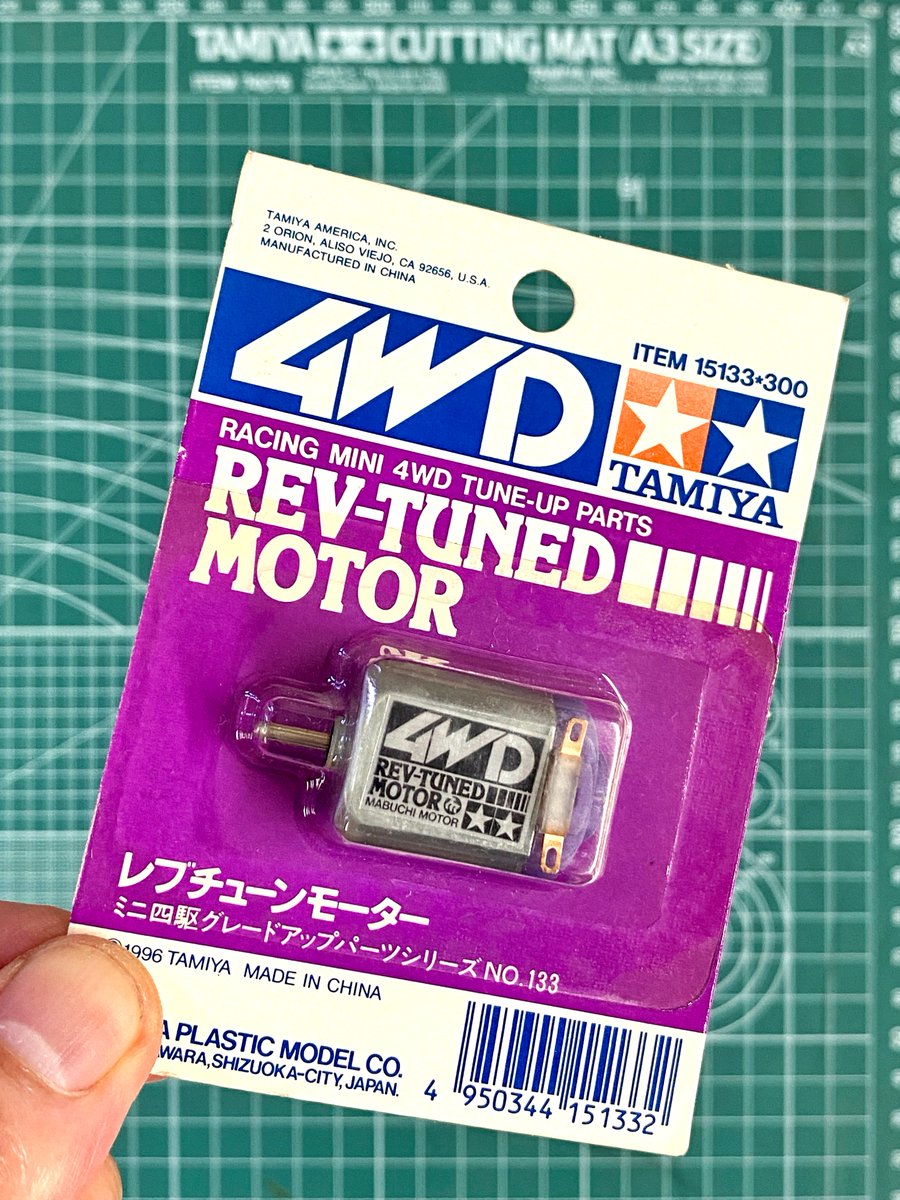 TAMIYA CUTTING MAT (A3 SIZE)
TAMIYA AMERICA, INC.
2 ORION, ALISO VIEJO, CA 92656, U.S.A.
MANUFACTURED IN CHINA
4WD
ITEM 15133*300
TAMIYA
RACING MINI 4WD TUNE-UP PARTS
REV-TUNED
MOTOR
4WD
REV-TUNED
MOTOR
MABUCHI MOTOR
レブチューンモーター
ミニ四駆グレードアップパーツシリーズ NO.133
©1996 TAMIYA MADE IN CHINA
A PLASTIC MODEL CO.
WARA, SHIZUOKA-CITY, JAPAN.
4 950344 151332